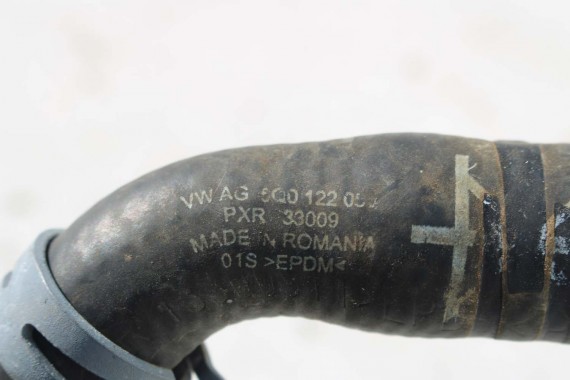 VW AG 5Q0 122
PXR 33009
MADE IN ROMANIA
01S >EPDM<